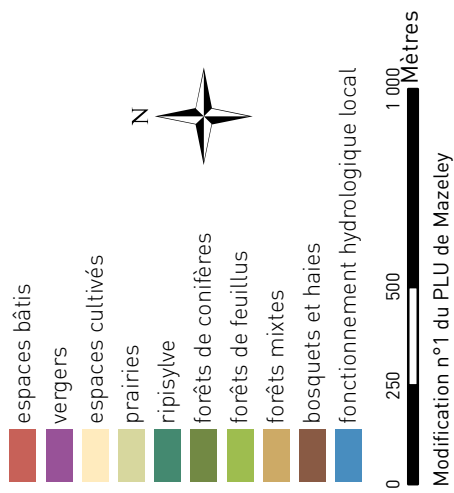 espaces bâtis
vergers
espaces cultivés
prairies
ripisylve
forêts de conifères
forêts de feuillus
forêts mixtes
bosquets et haies
fonctionnement hydrologique local
N
0 250 500 1 000
Mètres
Modification n°1 du PLU de Mazeley